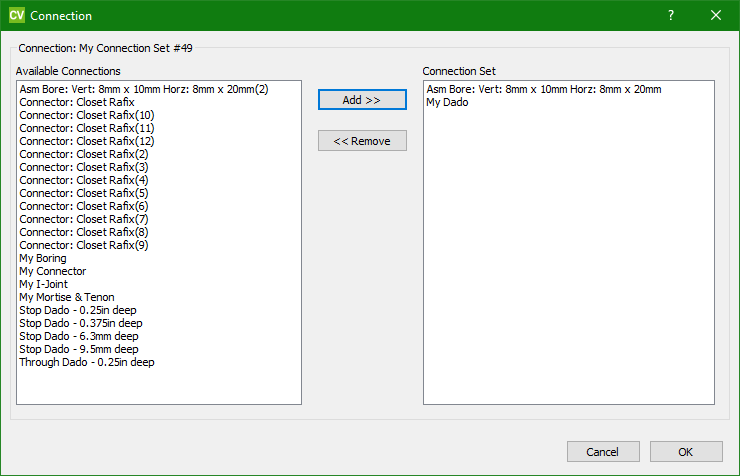 CV Connection ?
Connection: My Connection Set #49
Available Connections
Asm Bore: Vert: 8mm x 10mm Horz: 8mm x 20mm(2)
Connector: Closet Rafix
Connector: Closet Rafix(10)
Connector: Closet Rafix(11)
Connector: Closet Rafix(12)
Connector: Closet Rafix(2)
Connector: Closet Rafix(3)
Connector: Closet Rafix(4)
Connector: Closet Rafix(5)
Connector: Closet Rafix(6)
Connector: Closet Rafix(7)
Connector: Closet Rafix(8)
Connector: Closet Rafix(9)
My Boring
My Connector
My I-Joint
My Mortise & Tenon
Stop Dado - 0.25in deep
Stop Dado - 0.375in deep
Stop Dado - 6.3mm deep
Stop Dado - 9.5mm deep
Through Dado - 0.25in deep
Add >>
<< Remove
Connection Set
Asm Bore: Vert: 8mm x 10mm Horz: 8mm x 20mm
My Dado
Cancel
OK